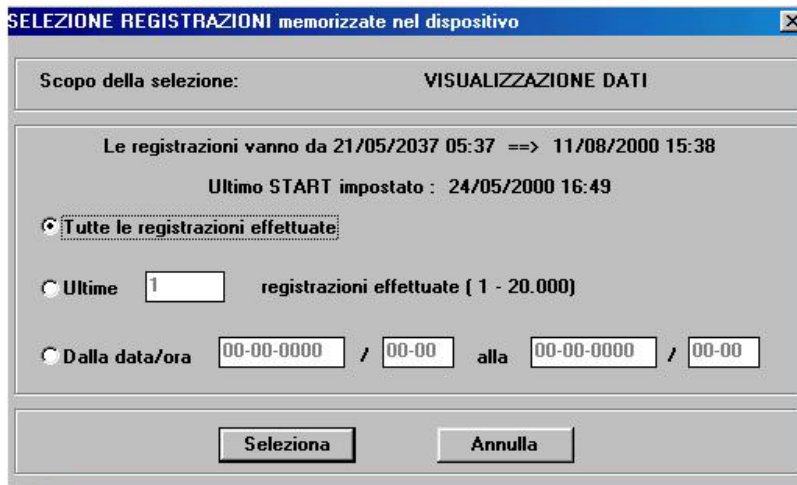 SELEZIONE REGISTRAZIONI memorizzate nel dispositivo
Scopo della selezione: VISUALIZZAZIONE DATI
Le registrazioni vanno da 21/05/2037 05:37 ==> 11/08/2000 15:38
Ultimo START impostato : 24/05/2000 16:49
Tutte le registrazioni effettuate
Ultime 1 registrazioni effettuate ( 1 - 20.000)
Dalla data/ora 00-00-0000 / 00-00 alla 00-00-0000 / 00-00
Seleziona Annulla